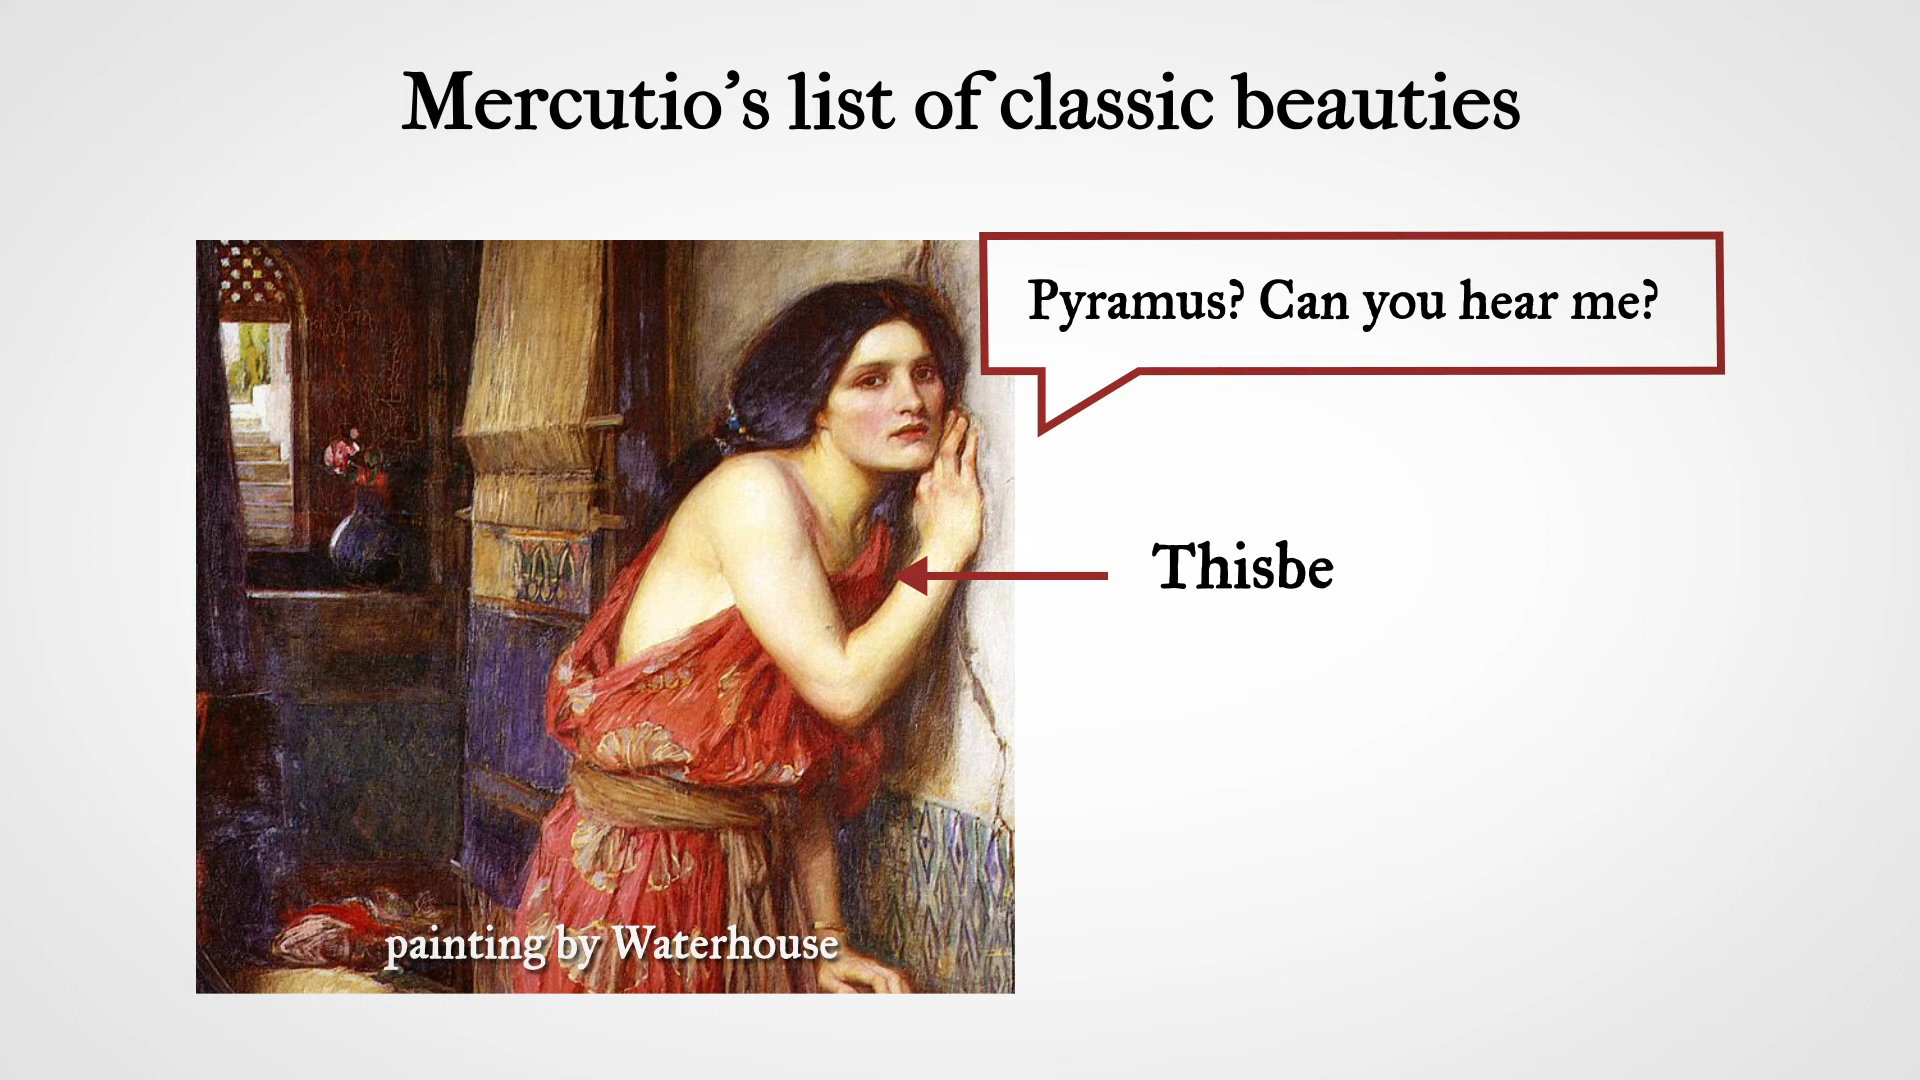 Mercutio’s list of classic beauties
Pyramus? Can you hear me?
Thisbe
painting by Waterhouse